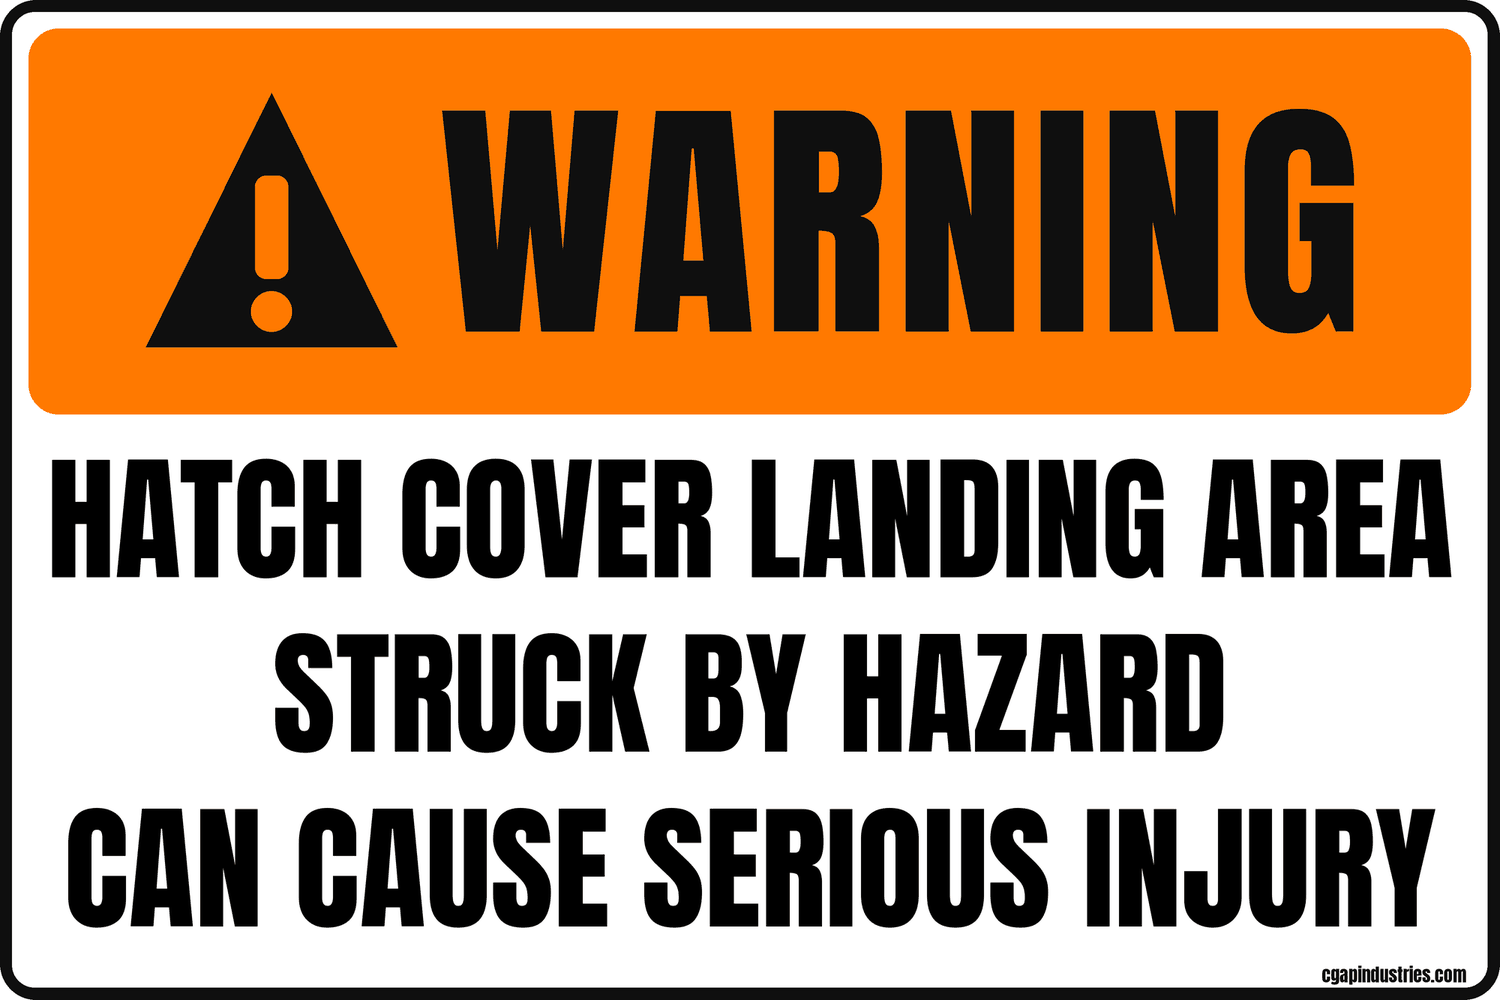 WARNING
HATCH COVER LANDING AREA
STRUCK BY HAZARD
CAN CAUSE SERIOUS INJURY
cgapindustries.com